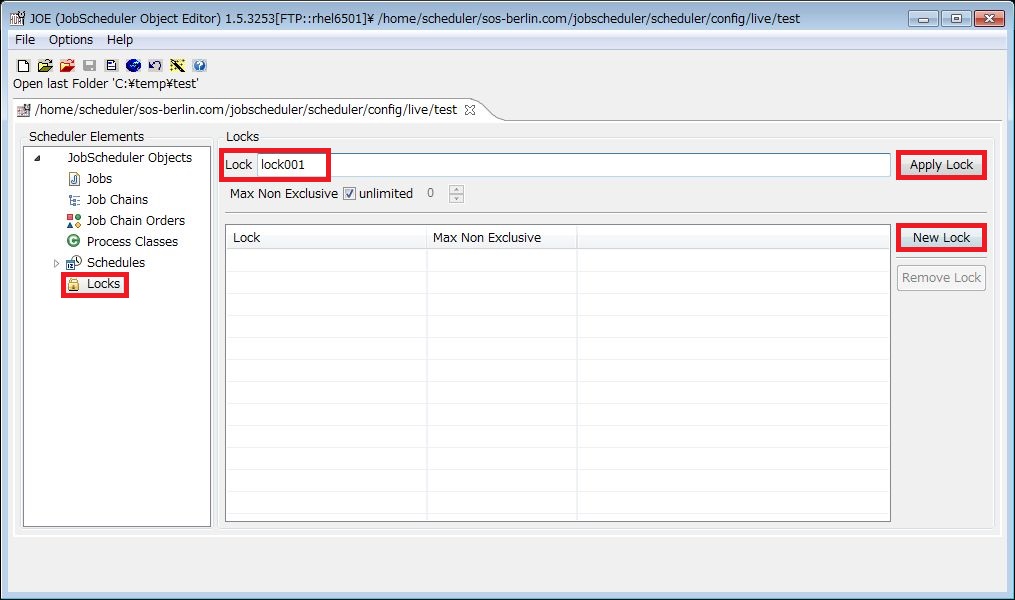 JOE (JobScheduler Object Editor) 1.5.3253[FTP::rhel6501]¥ /home/scheduler/sos-berlin.com/jobscheduler/scheduler/config/live/test
File Options Help
Open last Folder 'C:¥temp¥test'
/home/scheduler/sos-berlin.com/jobscheduler/scheduler/config/live/test
Scheduler Elements
JobScheduler Objects
Jobs
Job Chains
Job Chain Orders
Process Classes
Schedules
Locks
Locks
Lock lock001 Apply Lock
Max Non Exclusive unlimited 0
Lock Max Non Exclusive New Lock
Remove Lock